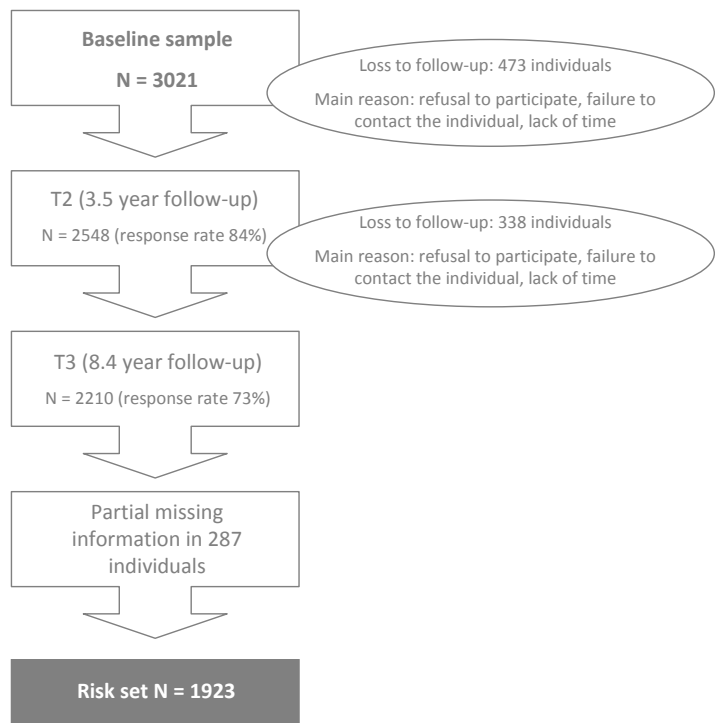 Baseline sample
N = 3021
Loss to follow-up: 473 individuals
Main reason: refusal to participate, failure to
contact the individual, lack of time
T2 (3.5 year follow-up)
N = 2548 (response rate 84%)
Loss to follow-up: 338 individuals
Main reason: refusal to participate, failure to
contact the individual, lack of time
T3 (8.4 year follow-up)
N = 2210 (response rate 73%)
Partial missing
information in 287
individuals
Risk set N = 1923